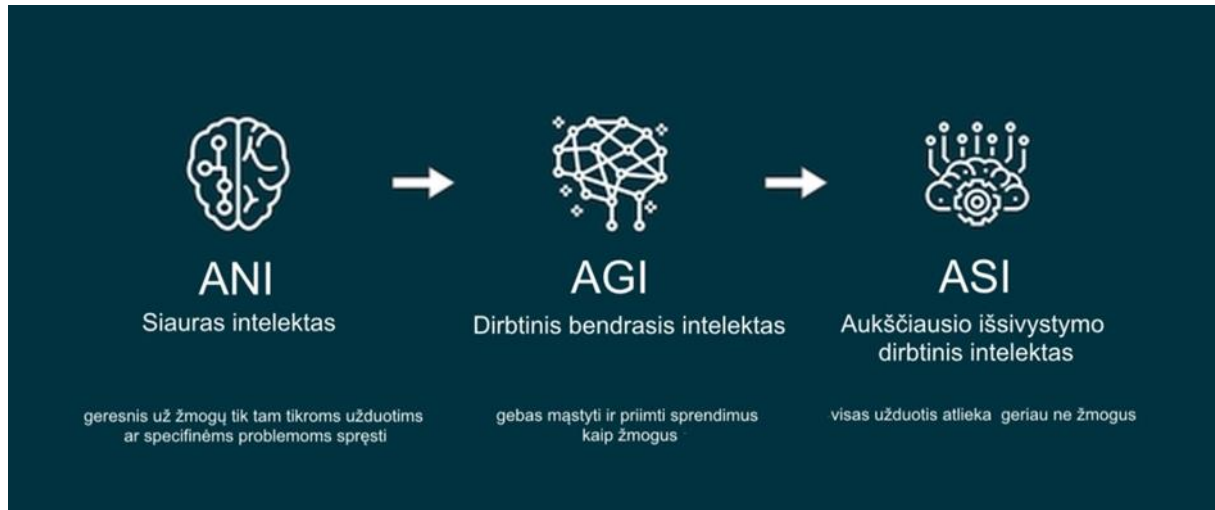 ANI
Siauras intelektas
geresnis už žmogų tik tam tikroms užduotims
ar specifinėms problemoms spręsti
AGI
Dirbtinis bendrasis intelektas
gebas mąstyti ir priimti sprendimus
kaip žmogus
ASI
Aukščiausio išsivystymo
dirbtinis intelektas
visas užduotis atlieka geriau ne žmogus